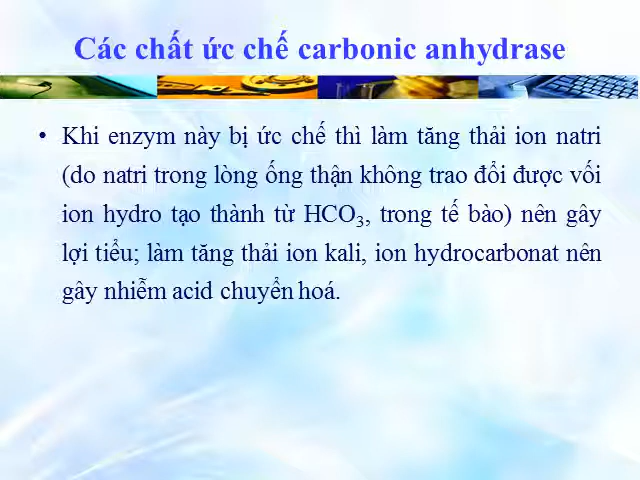 Các chất ức chế carbonic anhydrase
• Khi enzym này bị ức chế thì làm tăng thải ion natri
(do natri trong lòng ống thận không trao đổi được vối
ion hydro tạo thành từ HCO₃, trong tế bào) nên gây
lợi tiểu; làm tăng thải ion kali, ion hydrocarbonat nên
gây nhiễm acid chuyển hoá.